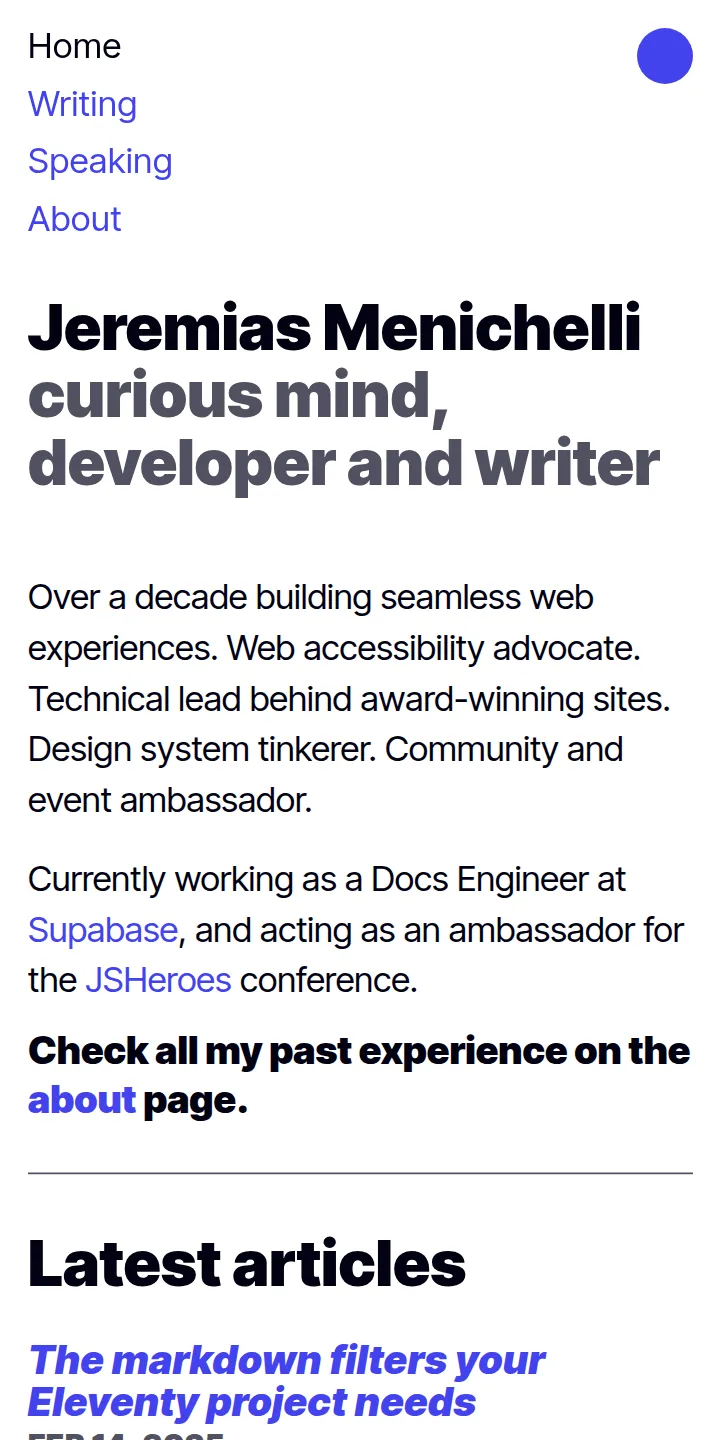 Home
Writing
Speaking
About
Jeremias Menichelli
curious mind,
developer and writer
Over a decade building seamless web
experiences. Web accessibility advocate.
Technical lead behind award-winning sites.
Design system tinkerer. Community and
event ambassador.
Currently working as a Docs Engineer at
Supabase, and acting as an ambassador for
the JSHeroes conference.
Check all my past experience on the
about page.
Latest articles
The markdown filters your
Eleventy project needs